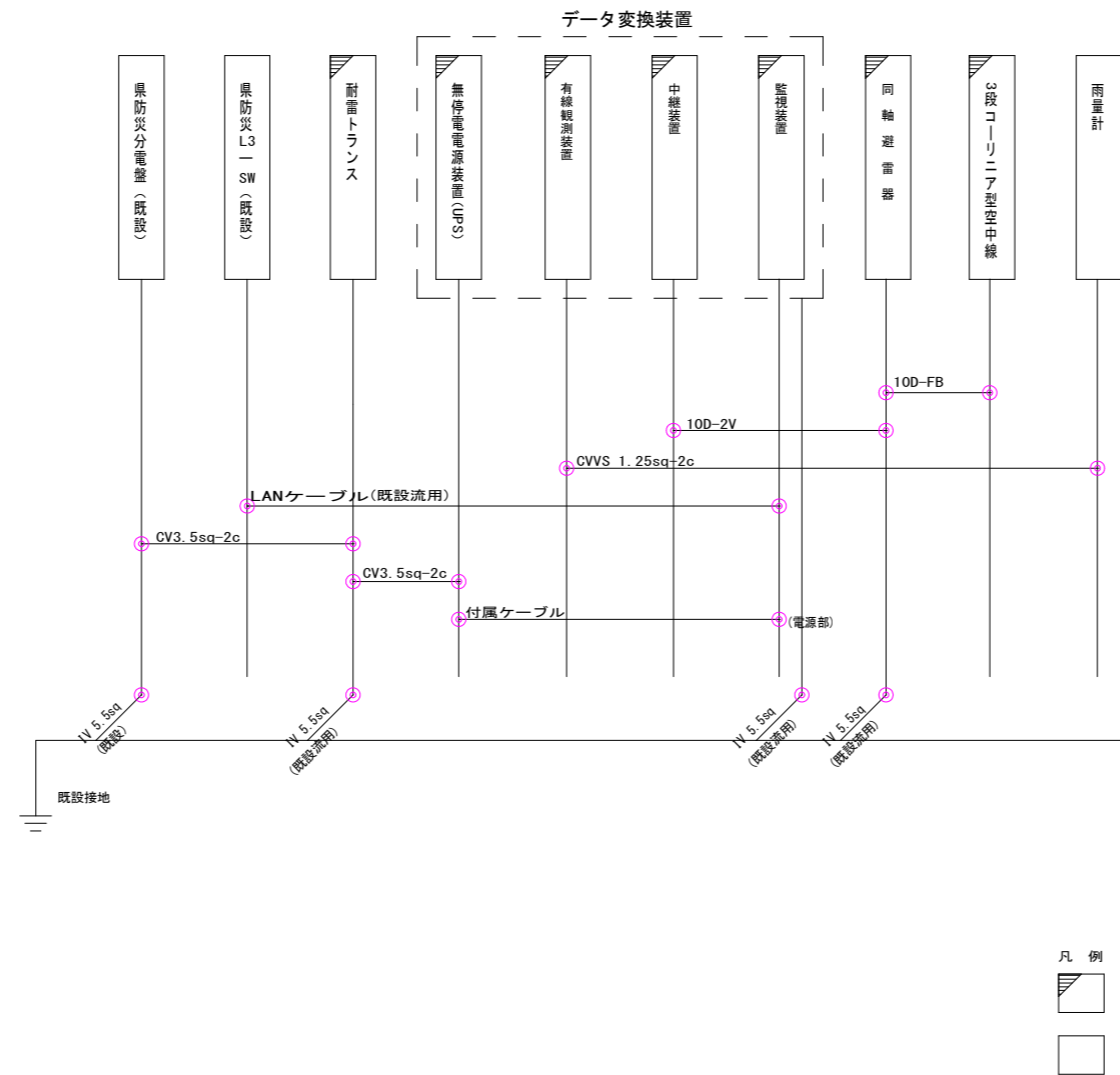 データ変換装置
県防災分電盤(既設)
県防災L3ーSW(既設)
耐雷トランス
無停電電源装置(UPS)
有線観測装置
中継装置
監視装置
同軸避雷器
3段コーリニア型空中線
雨量計
10D-FB
10D-2V
CVVS 1.25sq-2c
LANケーブル(既設流用)
CV3.5sq-2c
CV3.5sq-2c
付属ケーブル
(電源部)
IV 5.5sq
(既設)
IV 5.5sq
(既設流用)
IV 5.5sq
(既設流用)
IV 5.5sq
(既設流用)
既設接地
凡 例